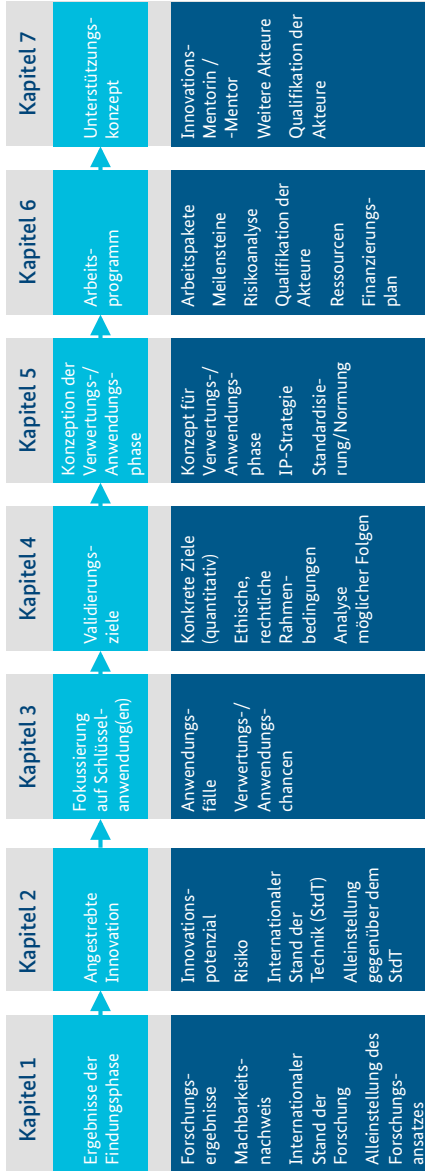 Kapitel 1
Ergebnisse der
Findungsphase
Forschungs-
ergebnisse
Machbarkeits-
nachweis
Internationaler
Stand der
Forschung
Alleinstellung des
Forschungs-
ansatzes
Kapitel 2
Angestrebte
Innovation
Innovations-
potenzial
Risiko
Internationaler
Stand der
Technik (StdT)
Alleinstellung
gegenüber dem
StdT
Kapitel 3
Fokussierung
auf Schlüssel-
anwendung(en)
Anwendungs-
fälle
Verwertungs-/
Anwendungs-
chancen
Kapitel 4
Validierungs-
ziele
Konkrete Ziele
(quantitativ)
Ethische,
rechtliche
Rahmen-
bedingungen
Analyse
möglicher Folgen
Kapitel 5
Konzeption der
Verwertungs-/
Anwendungs-
phase
Konzept für
Verwertungs-/
Anwendungs-
phase
IP-Strategie
Standardisie-
rung/Normung
Kapitel 6
Arbeits-
programm
Arbeitspakete
Meilensteine
Risikoanalyse
Qualifikation der
Akteure
Ressourcen
Finanzierungs-
plan
Kapitel 7
Unterstützungs-
konzept
Innovations-
Mentorin /
-Mentor
Weitere Akteure
Qualifikation der
Akteure